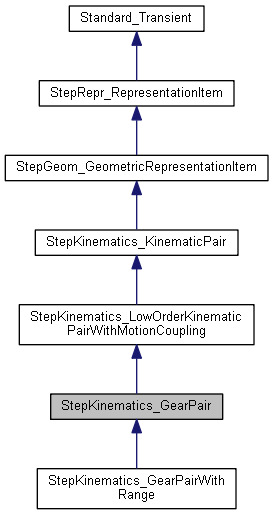 Standard_Transient
StepRepr_RepresentationItem
StepGeom_GeometricRepresentationItem
StepKinematics_KinematicPair
StepKinematics_LowOrderKinematic
PairWithMotionCoupling
StepKinematics_GearPair
StepKinematics_GearPairWith
Range